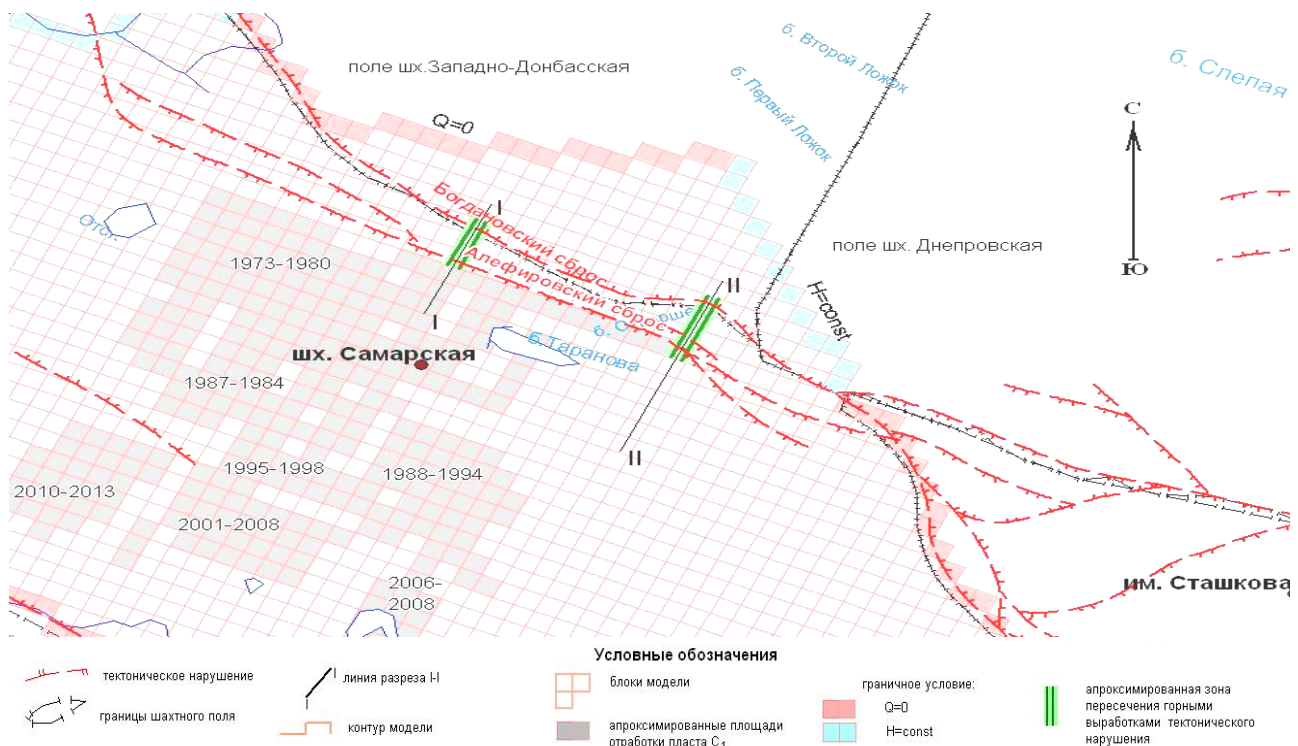 б. Второй Ложок
б. Слепая
поле шх.Западно-Донбасская
б. Первый Ложок
С
Q=0
Богдановский сброс
I
поле шх. Днепровская
1973-1980
Алефировский сброс
Ю
II
H=const
I
б.Таранова
шх. Самарская
1987-1984
II
1995-1998
1988-1994
2010-2013
2001-2008
2006-
2008
им. Сташкова
Условные обозначения
тектоническое нарушение
границы шахтного поля
I
линия разреза I-I
контур модели
блоки модели
апроксимированные площади
отработки пласта С₁
граничное условие:
Q=0
H=const
апроксимированная зона
пересечения горными
выработками тектонического
нарушения